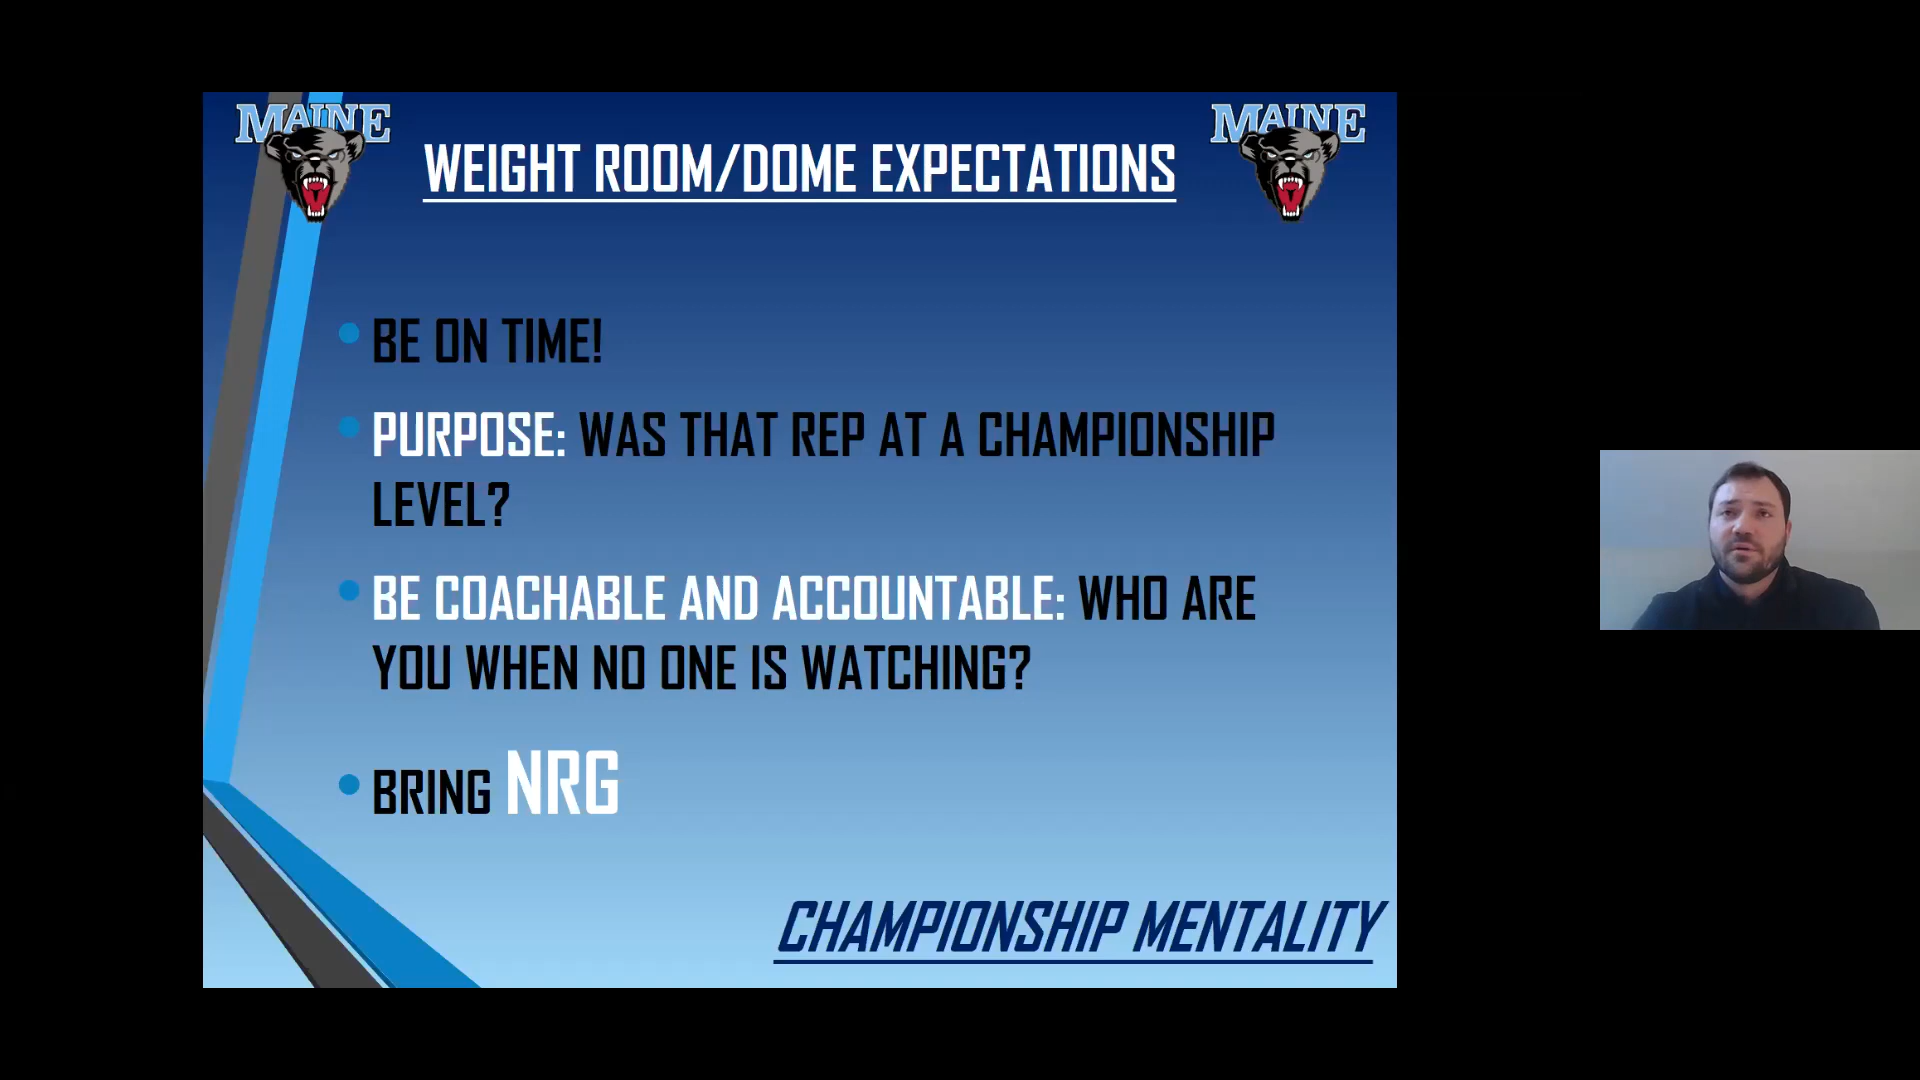 MAINE
MAINE
WEIGHT ROOM/DOME EXPECTATIONS
BE ON TIME!
PURPOSE: WAS THAT REP AT A CHAMPIONSHIP
LEVEL?
BE COACHABLE AND ACCOUNTABLE: WHO ARE
YOU WHEN NO ONE IS WATCHING?
BRING NRG
CHAMPIONSHIP MENTALITY